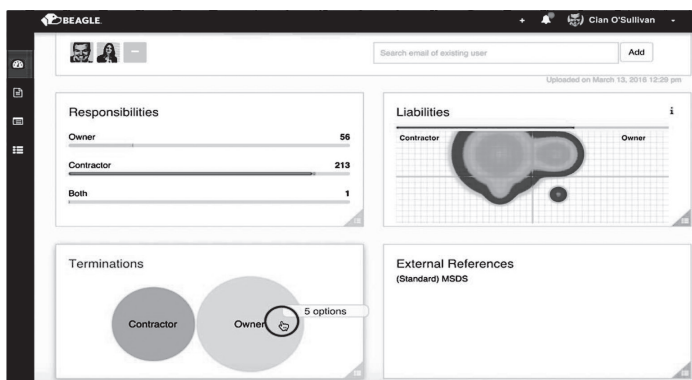 BEAGLE.
+
Cian O'Sullivan
Search email of existing user
Add
Uploaded on March 13, 2016 12:29 pm
Responsibilities
Owner 56
Contractor 213
Both 1
Liabilities i
Contractor Owner
Terminations
Contractor
Owner
5 options
External References
(Standard) MSDS